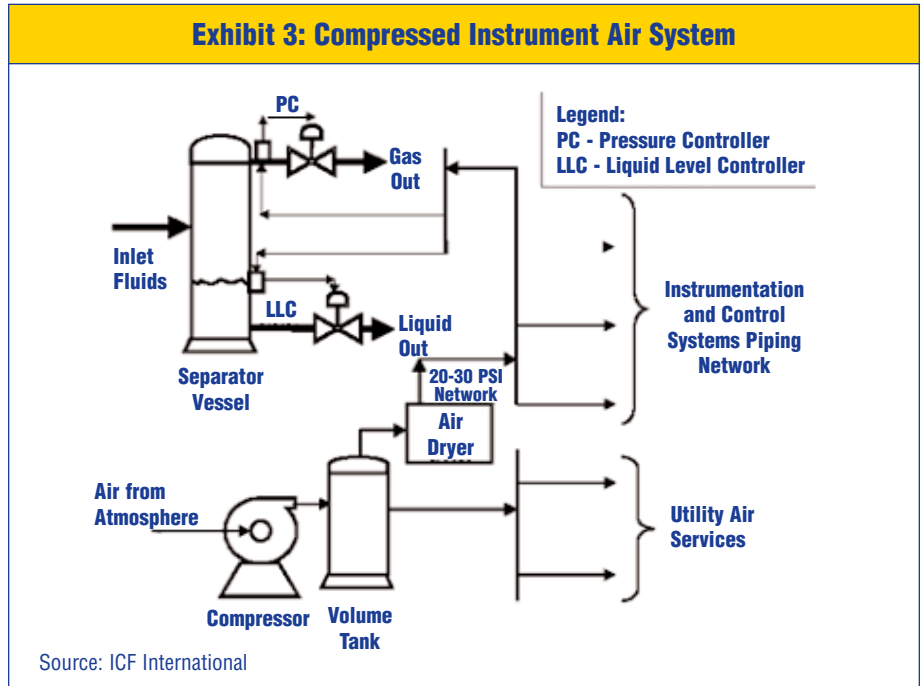 Exhibit 3: Compressed Instrument Air System
PC
Gas
Out
Legend:
PC - Pressure Controller
LLC - Liquid Level Controller
Inlet
Fluids
LLC
Liquid
Out
Separator
Vessel
20-30 PSI
Network
Air
Dryer
Instrumentation
and Control
Systems Piping
Network
Air from
Atmosphere
Compressor
Volume
Tank
Utility Air
Services
Source: ICF International